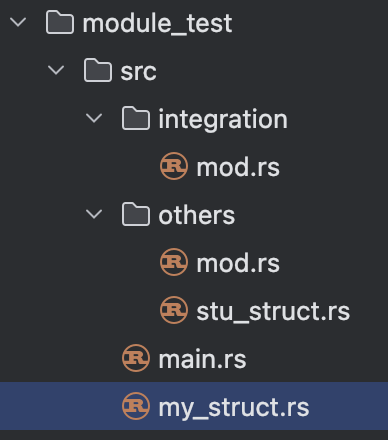 module_test
src
integration
mod.rs
others
mod.rs
stu_struct.rs
main.rs
my_struct.rs